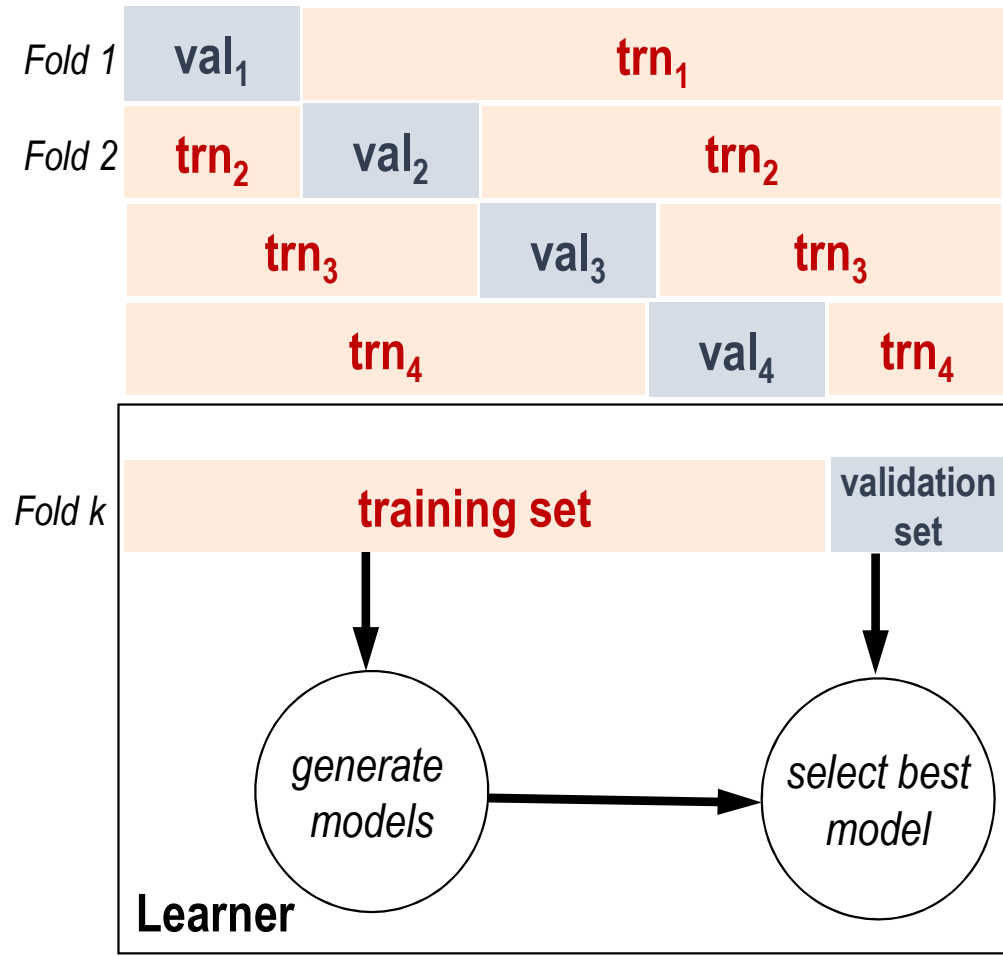 Fold 1 val₁ trn₁
Fold 2 trn₂ val₂ trn₂
trn₃ val₃ trn₃
trn₄ val₄ trn₄
Fold k training set validation
set
generate
models
select best
model
Learner